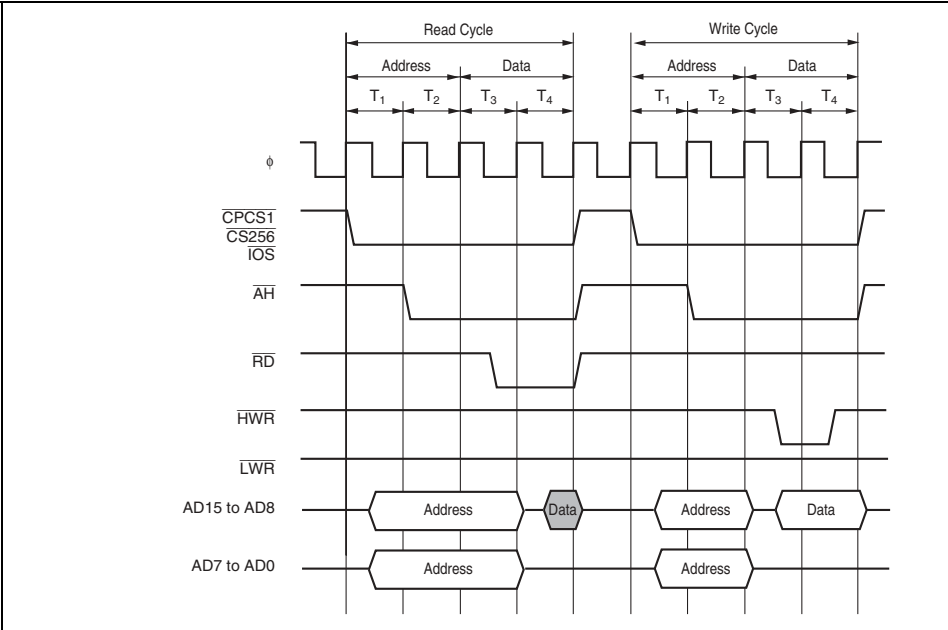 Read Cycle Write Cycle
Address Data Address Data
T1 T2 T3 T4 T1 T2 T3 T4
ϕ
CPCS1
CS256
IOS
AH
RD
HWR
LWR
AD15 to AD8 Address Data Address Data
AD7 to AD0 Address Address